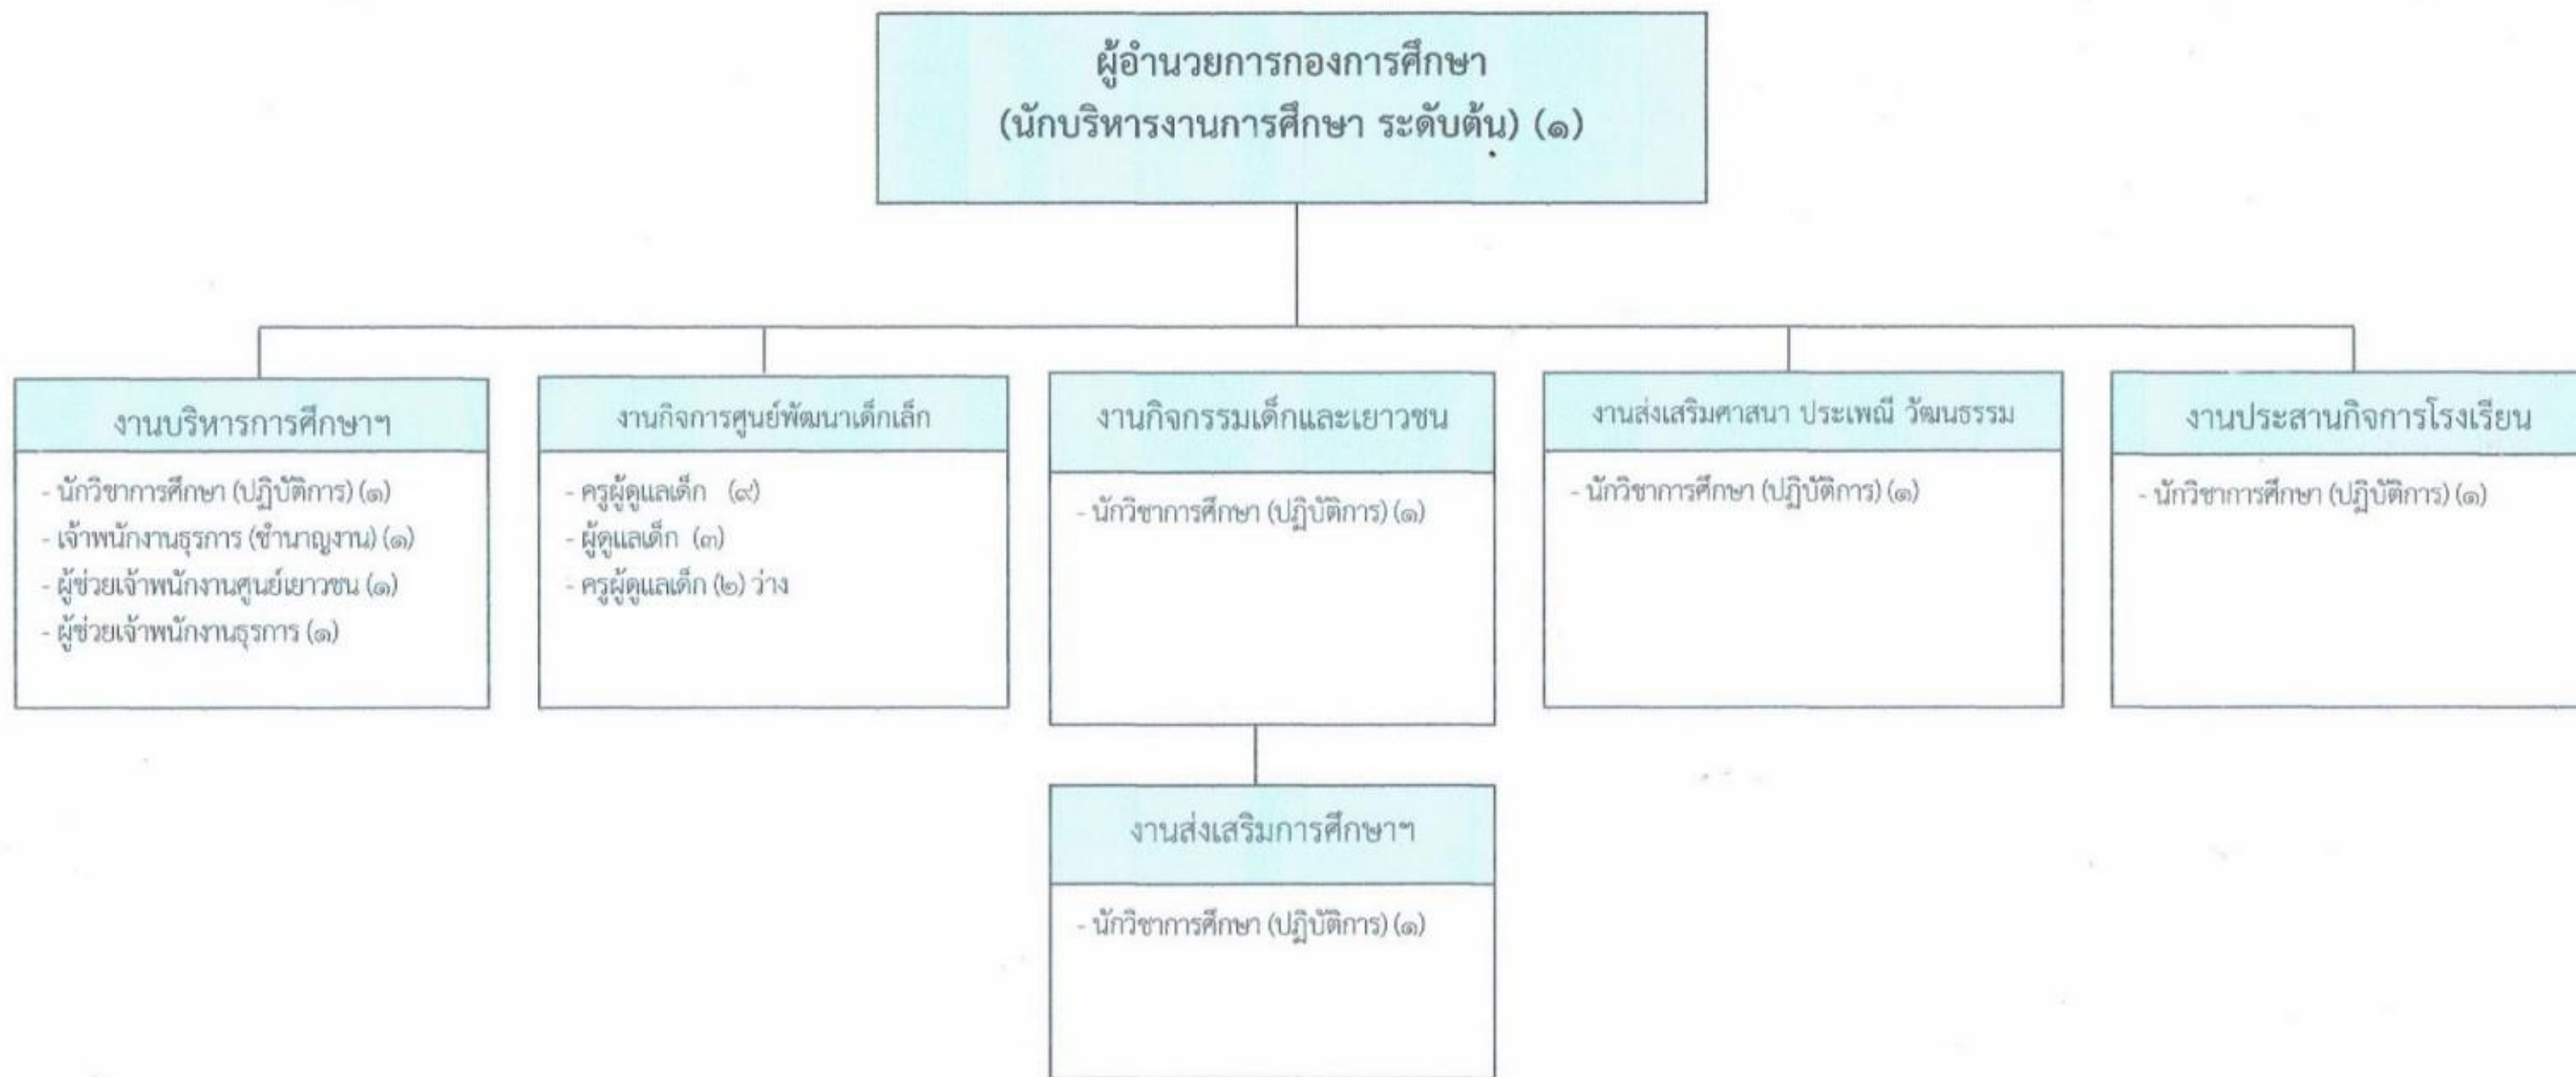 ผู้อำนวยการกองการศึกษา
(นักบริหารงานการศึกษา ระดับต้น) (๑)
งานบริหารการศึกษาฯ
- นักวิชาการศึกษา (ปฏิบัติการ) (๑)
- เจ้าพนักงานธุรการ (ชำนาญงาน) (๑)
- ผู้ช่วยเจ้าพนักงานศูนย์เยาวชน (๑)
- ผู้ช่วยเจ้าพนักงานธุรการ (๑)
งานกิจการศูนย์พัฒนาเด็กเล็ก
- ครูผู้ดูแลเด็ก (๙)
- ผู้ดูแลเด็ก (๓)
- ครูผู้ดูแลเด็ก (๒) ว่าง
งานกิจกรรมเด็กและเยาวชน
- นักวิชาการศึกษา (ปฏิบัติการ) (๑)
งานส่งเสริมศาสนา ประเพณี วัฒนธรรม
- นักวิชาการศึกษา (ปฏิบัติการ) (๑)
งานประสานกิจการโรงเรียน
- นักวิชาการศึกษา (ปฏิบัติการ) (๑)
งานส่งเสริมการศึกษาฯ
- นักวิชาการศึกษา (ปฏิบัติการ) (๑)